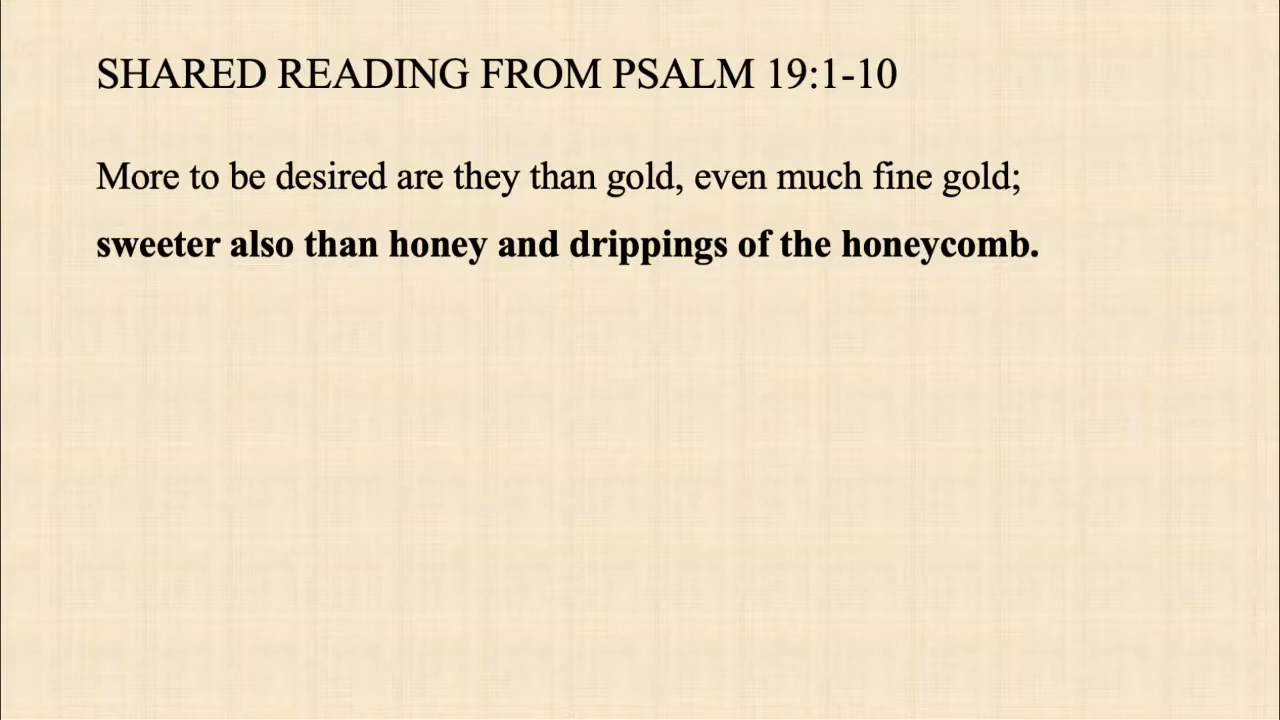 SHARED READING FROM PSALM 19:1-10
More to be desired are they than gold, even much fine gold;
sweeter also than honey and drippings of the honeycomb.